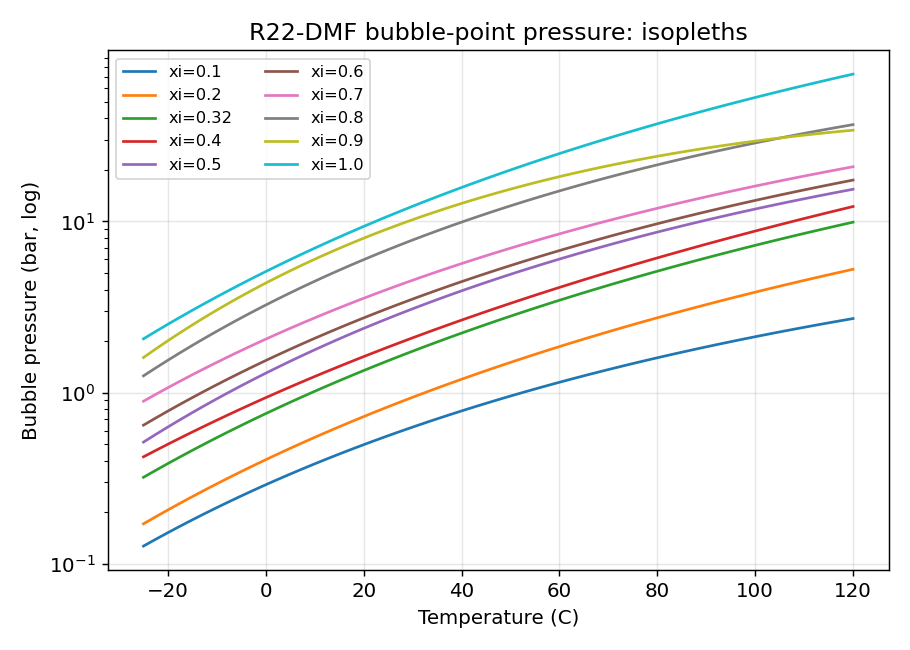 R22-DMF bubble-point pressure: isopleths
xi=0.1 xi=0.6
xi=0.2 xi=0.7
xi=0.32 xi=0.8
xi=0.4 xi=0.9
xi=0.5 xi=1.0
Bubble pressure (bar, log)
10¹
10⁰
10⁻¹
−20 0 20 40 60 80 100 120
Temperature (C)